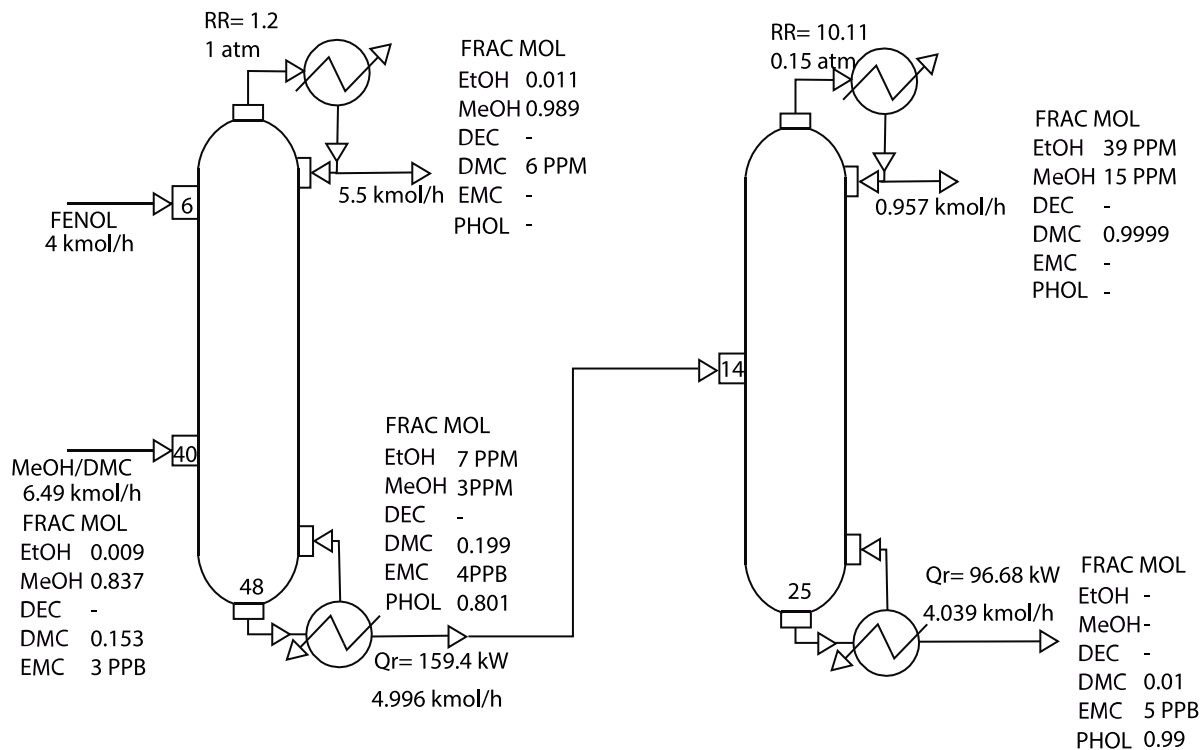 RR= 1.2
1 atm
FRAC MOL
EtOH 0.011
MeOH 0.989
DEC -
DMC 6 PPM
EMC -
PHOL -
5.5 kmol/h
6
FENOL
4 kmol/h
40
MeOH/DMC
6.49 kmol/h
FRAC MOL
EtOH 0.009
MeOH 0.837
DEC -
DMC 0.153
EMC 3 PPB
48
FRAC MOL
EtOH 7 PPM
MeOH 3PPM
DEC -
DMC 0.199
EMC 4PPB
PHOL 0.801
Qr= 159.4 kW
4.996 kmol/h
RR= 10.11
0.15 atm
FRAC MOL
EtOH 39 PPM
MeOH 15 PPM
DEC -
DMC 0.9999
EMC -
PHOL -
0.957 kmol/h
14
25
Qr= 96.68 kW
4.039 kmol/h
FRAC MOL
EtOH -
MeOH-
DEC -
DMC 0.01
EMC 5 PPB
PHOL 0.99